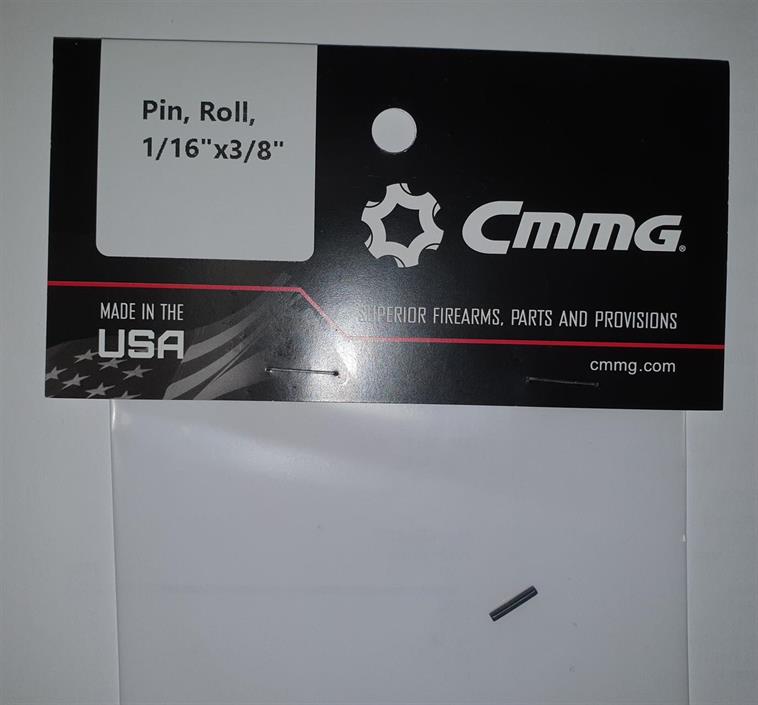 Pin, Roll,
1/16"x3/8"
Cmmg®
MADE IN THE
USA
SUPERIOR FIREARMS, PARTS AND PROVISIONS
cmmg.com